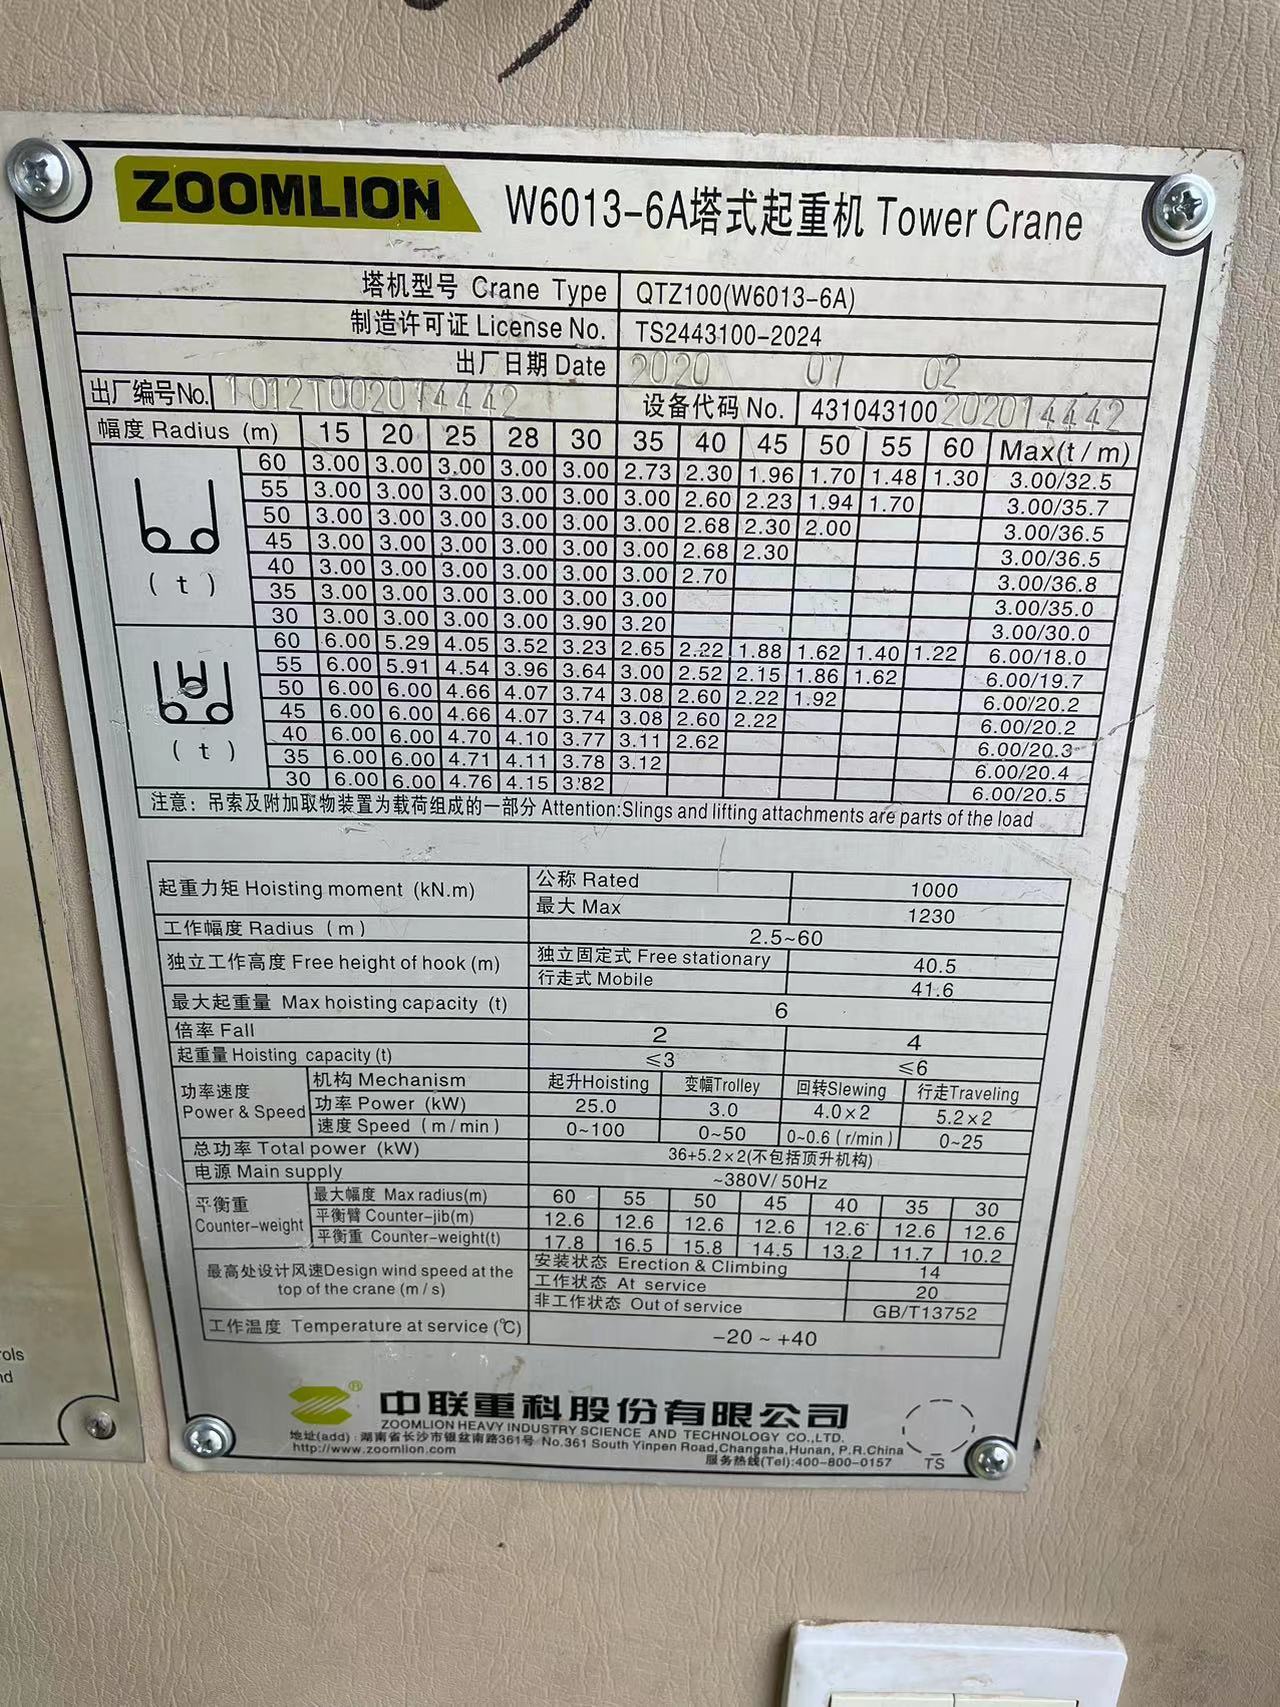 ZOOMLION W6013-6A塔式起重机 Tower Crane
塔机型号 Crane Type QTZ100(W6013-6A)
制造许可证 License No. TS2443100-2024
出厂日期 Date 2020 07 02
出厂编号No. 1012T002014442 设备代码 No. 431043100202014442
幅度 Radius (m) 15 20 25 28 30 35 40 45 50 55 60 Max(t/m)
60 3.00 3.00 3.00 3.00 3.00 2.73 2.30 1.96 1.70 1.48 1.30 3.00/32.5
55 3.00 3.00 3.00 3.00 3.00 3.00 2.60 2.23 1.94 1.70 3.00/35.7
50 3.00 3.00 3.00 3.00 3.00 3.00 2.68 2.30 2.00 3.00/36.5
45 3.00 3.00 3.00 3.00 3.00 3.00 2.68 2.30 3.00/36.5
40 3.00 3.00 3.00 3.00 3.00 3.00 2.70 3.00/36.8
35 3.00 3.00 3.00 3.00 3.00 3.00 3.00/35.0
30 3.00 3.00 3.00 3.00 3.90 3.20 3.00/30.0
(t)
60 6.00 5.29 4.05 3.52 3.23 2.65 2.22 1.88 1.62 1.40 1.22 6.00/18.0
55 6.00 5.91 4.54 3.96 3.64 3.00 2.52 2.15 1.86 1.62 6.00/19.7
50 6.00 6.00 4.66 4.07 3.74 3.08 2.60 2.22 1.92 6.00/20.2
45 6.00 6.00 4.66 4.07 3.74 3.08 2.60 2.22 6.00/20.2
40 6.00 6.00 4.70 4.10 3.77 3.11 2.62 6.00/20.3
35 6.00 6.00 4.71 4.11 3.78 3.12 6.00/20.4
30 6.00 6.00 4.76 4.15 3.82 6.00/20.5
(t)
注意：吊索及附加取物装置为载荷组成的一部分 Attention:Slings and lifting attachments are parts of the load
起重力矩 Hoisting moment (kN.m) 公称 Rated 1000
最大 Max 1230
工作幅度 Radius (m) 2.5~60
独立工作高度 Free height of hook (m) 独立固定式 Free stationary 40.5
行走式 Mobile 41.6
最大起重量 Max hoisting capacity (t) 6
倍率 Fall 2 4
起重量 Hoisting capacity (t) ≤3 ≤6
功率速度 Power & Speed 机构 Mechanism 起升Hoisting 变幅Trolley 回转Slewing 行走Traveling
功率 Power (kW) 25.0 3.0 4.0×2 5.2×2
速度 Speed (m/min) 0~100 0~50 0~0.6 (r/min) 0~25
总功率 Total power (kW) 36+5.2×2(不包括顶升机构)
电源 Main supply ~380V/50Hz
平衡重 Counter-weight 最大幅度 Max radius(m) 60 55 50 45 40 35 30
平衡臂 Counter-jib(m) 12.6 12.6 12.6 12.6 12.6 12.6 12.6
平衡重 Counter-weight(t) 17.8 16.5 15.8 14.5 13.2 11.7 10.2
最高处设计风速Design wind speed at the top of the crane (m/s) 安装状态 Erection & Climbing 14
工作状态 At service 20
非工作状态 Out of service GB/T13752
工作温度 Temperature at service (℃) -20 ~ +40
® 中联重科股份有限公司
ZOOMLION HEAVY INDUSTRY SCIENCE AND TECHNOLOGY CO.,LTD.
地址(add)：湖南省长沙市银盆南路361号 No.361 South Yinpen Road,Changsha,Hunan, P.R.China
http://www.zoomlion.com 服务热线(Tel):400-800-0157
TS